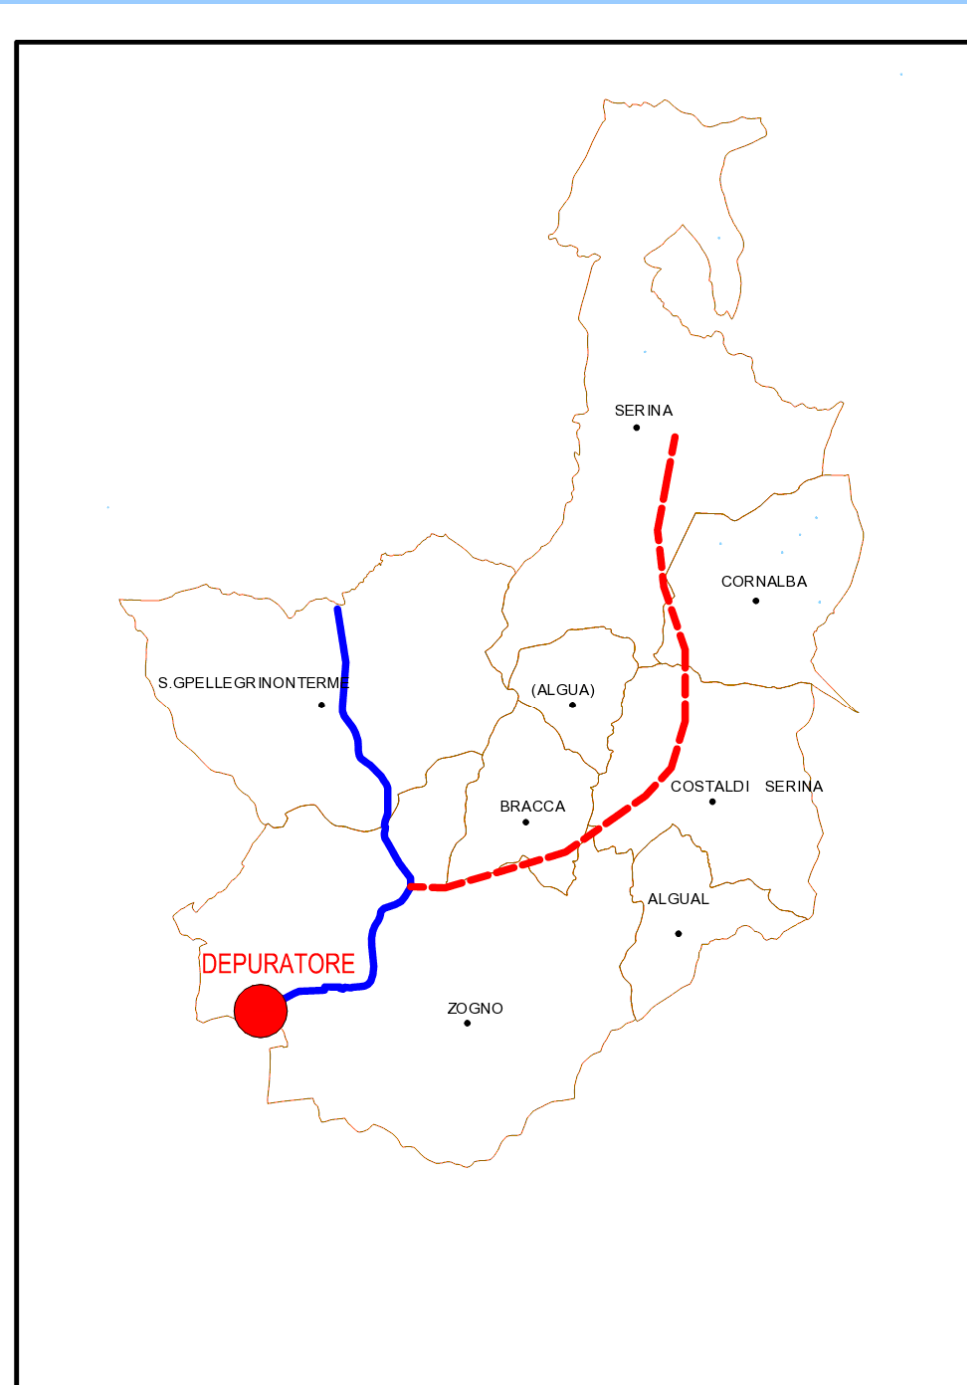 SERINA
CORNALBA
S.GPELLEGRINONTERME
(ALGUA)
COSTALDI SERINA
BRACCA
ALGUAL
DEPURATORE
ZOGNO